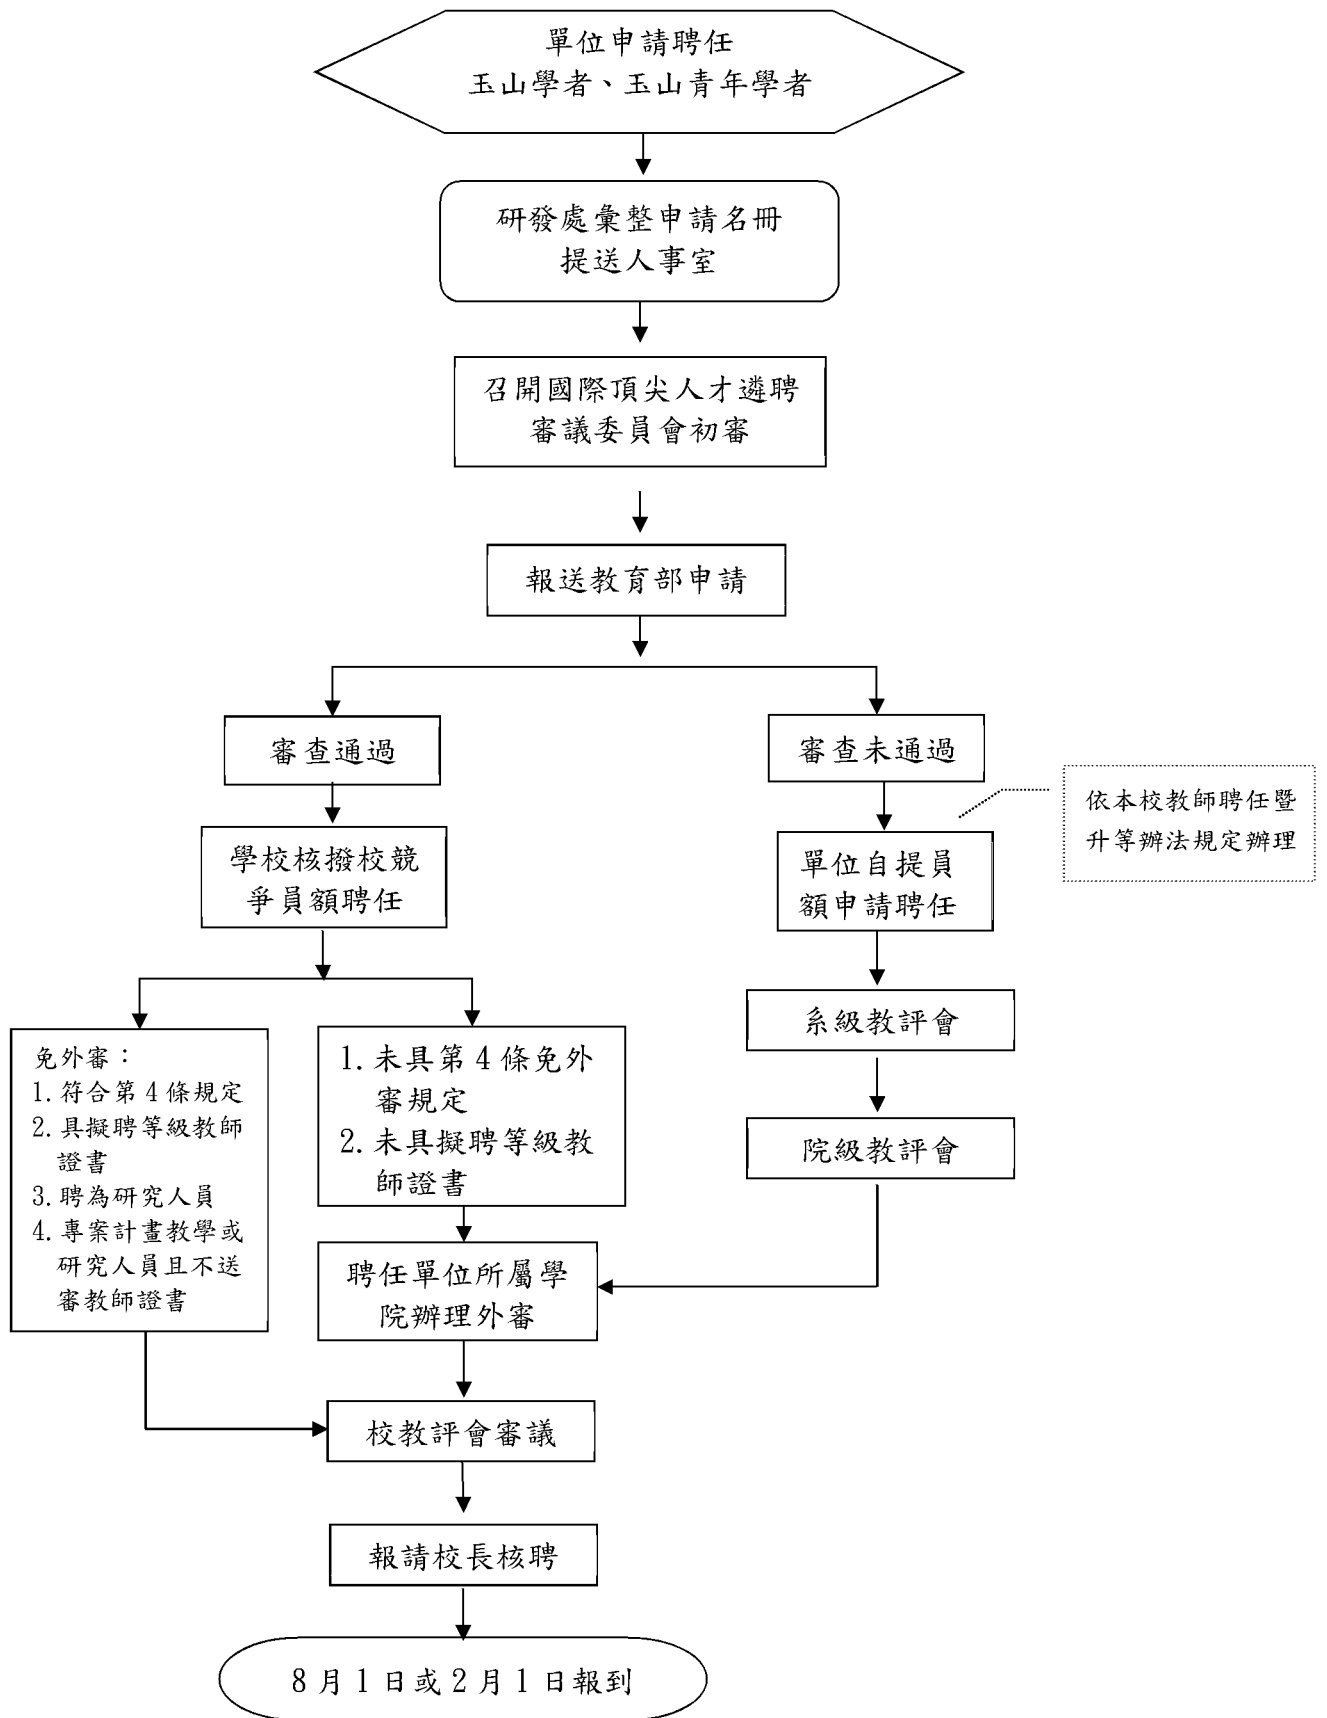 單位申請聘任
玉山學者、玉山青年學者
研發處彙整申請名冊
提送人事室
召開國際頂尖人才遴聘
審議委員會初審
報送教育部申請
審查通過
審查未通過
依本校教師聘任暨
升等辦法規定辦理
學校核撥校競
爭員額聘任
單位自提員
額申請聘任
系級教評會
院級教評會
免外審：
1. 符合第 4 條規定
2. 具擬聘等級教師
證書
3. 聘為研究人員
4. 專案計畫教學或
研究人員且不送
審教師證書
1. 未具第 4 條免外
審規定
2. 未具擬聘等級教
師證書
聘任單位所屬學
院辦理外審
校教評會審議
報請校長核聘
8 月 1 日或 2 月 1 日報到